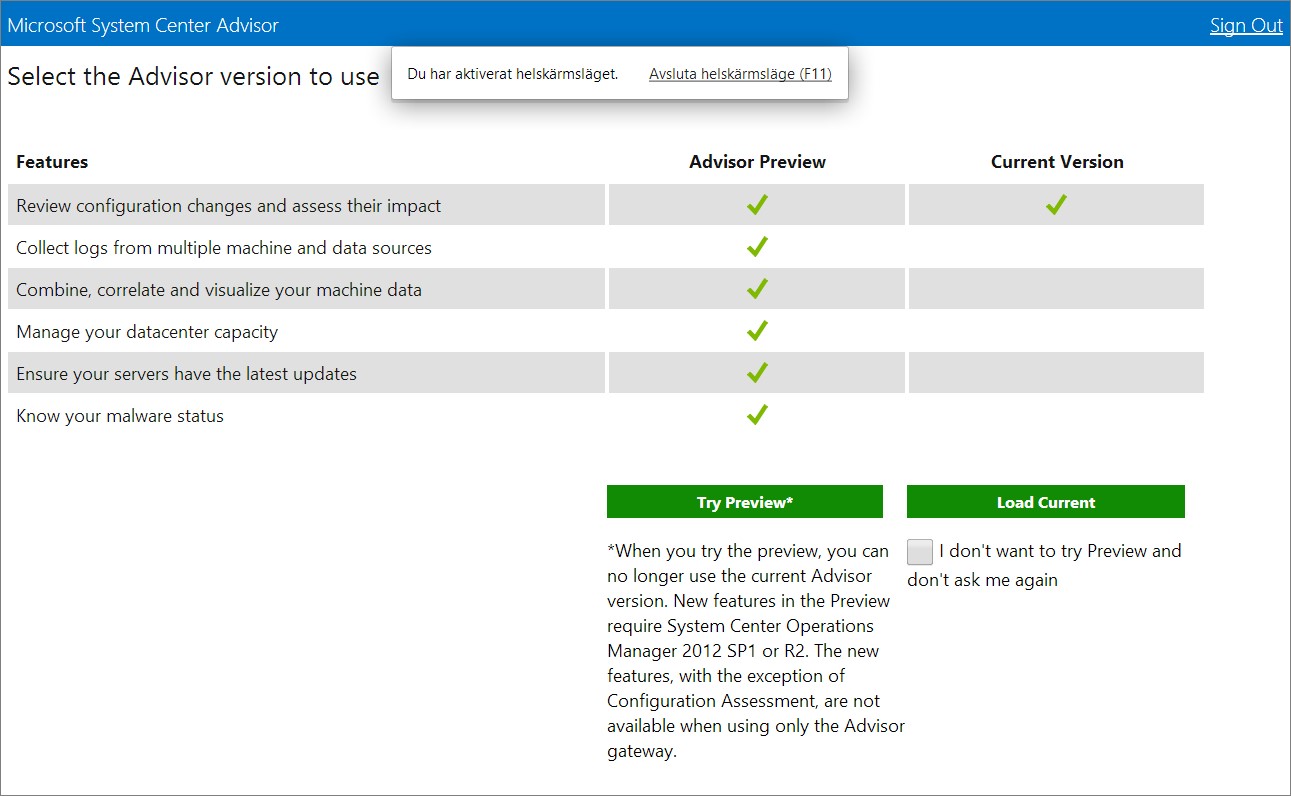 Microsoft System Center Advisor
Sign Out
Select the Advisor version to use
Du har aktiverat helskärmsläget. Avsluta helskärmsläge (F11)
Features Advisor Preview Current Version
Review configuration changes and assess their impact
Collect logs from multiple machine and data sources
Combine, correlate and visualize your machine data
Manage your datacenter capacity
Ensure your servers have the latest updates
Know your malware status
Try Preview*
*When you try the preview, you can
no longer use the current Advisor
version. New features in the Preview
require System Center Operations
Manager 2012 SP1 or R2. The new
features, with the exception of
Configuration Assessment, are not
available when using only the Advisor
gateway.
Load Current
I don't want to try Preview and
don't ask me again